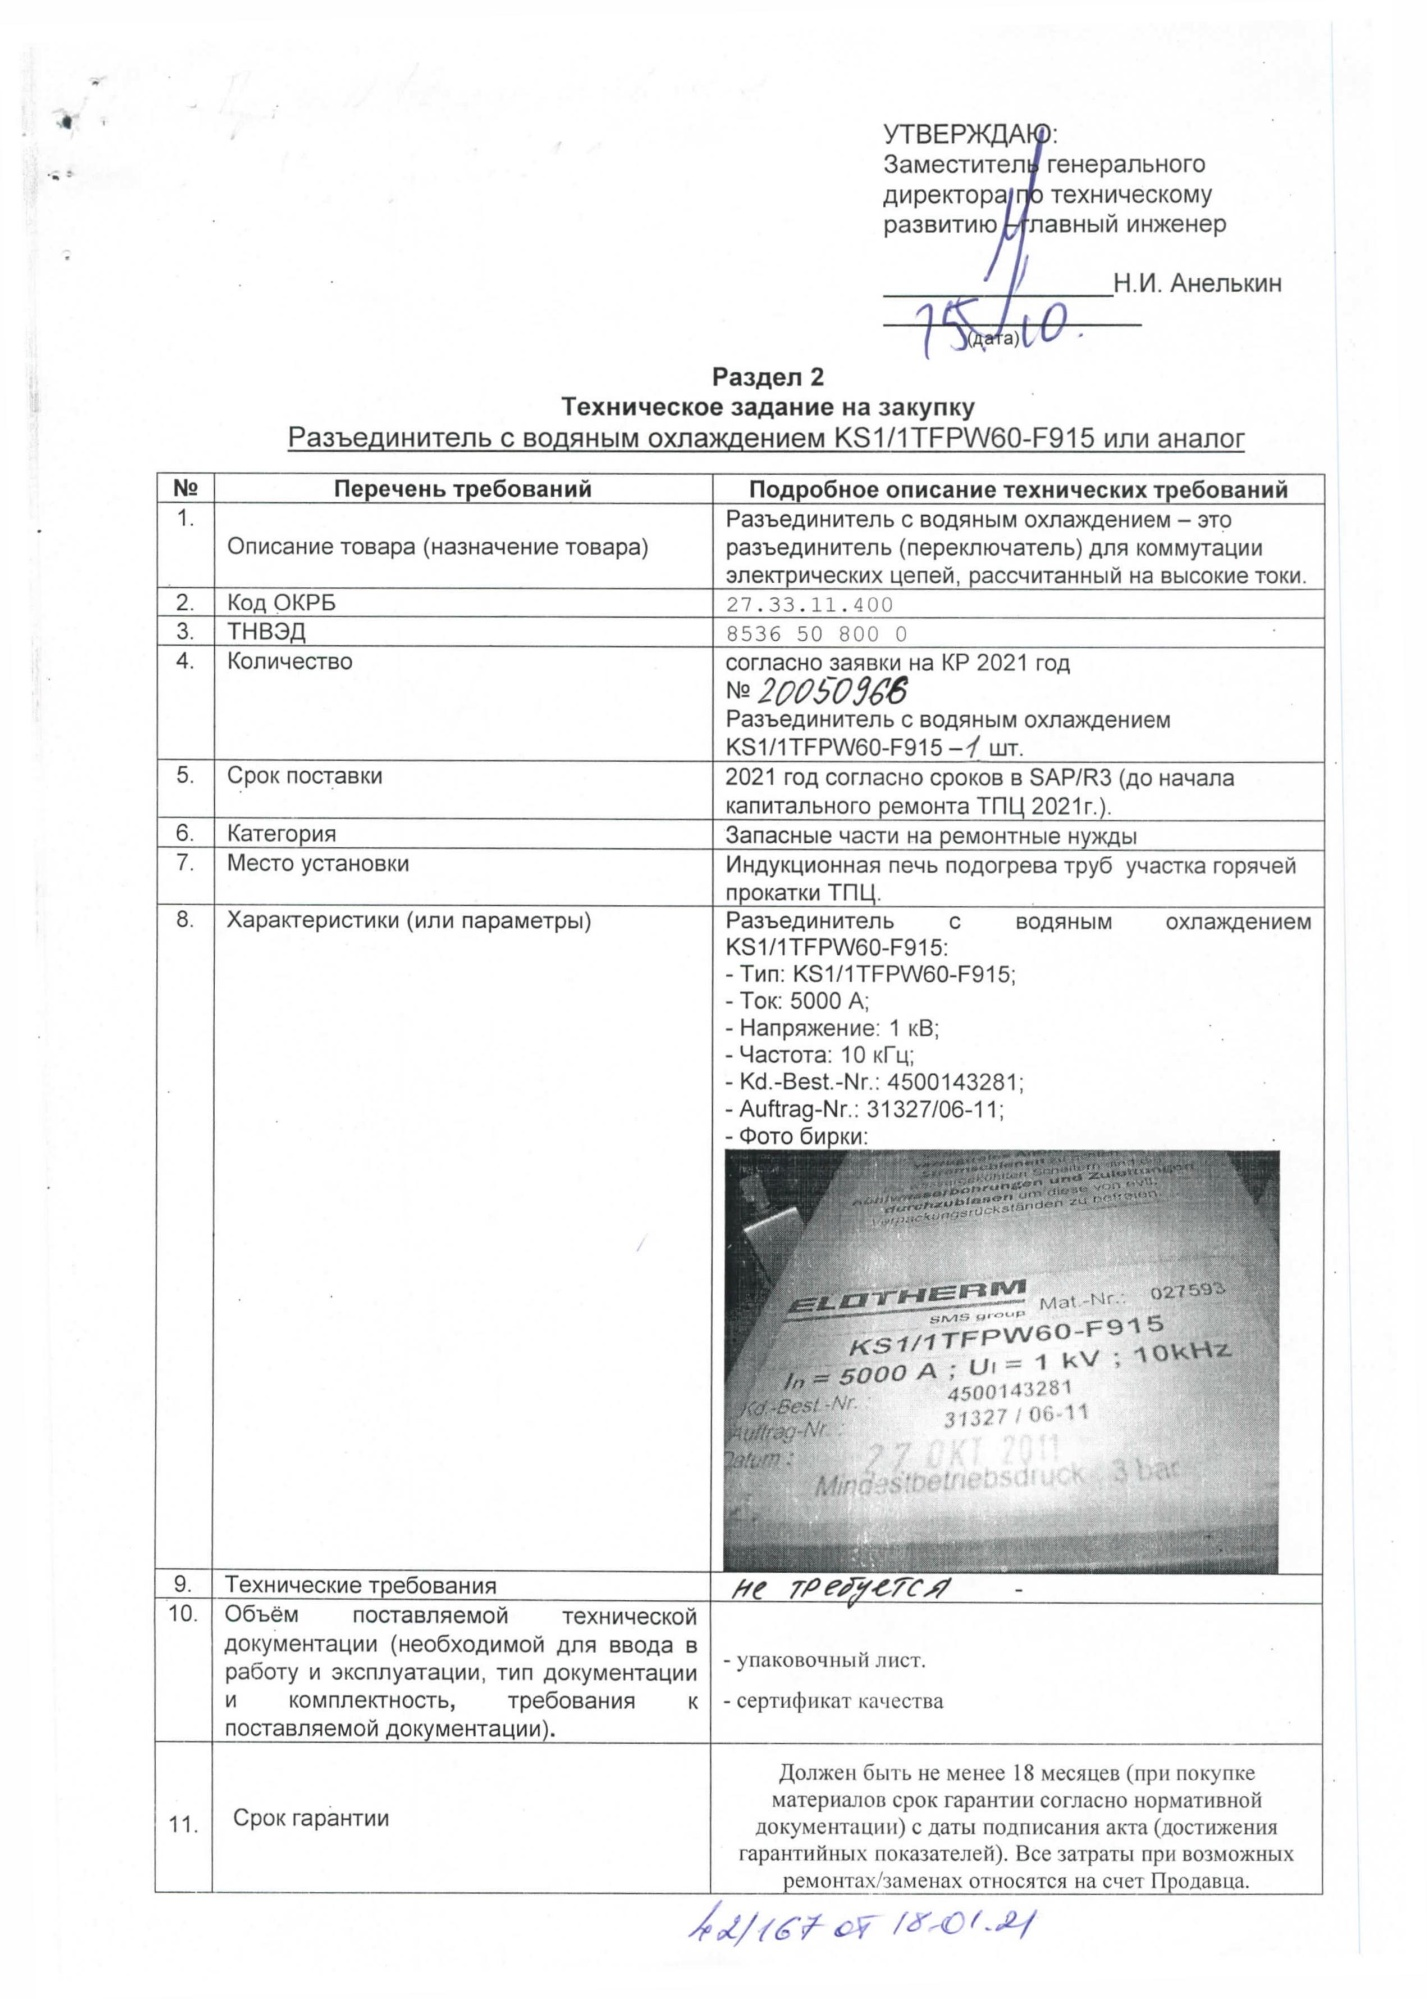 УТВЕРЖДАЮ:
Заместитель генерального
директора по техническому
развитию – главный инженер
Н.И. Анелькин
15.10.
(дата)
Раздел 2
Техническое задание на закупку
Разъединитель с водяным охлаждением KS1/1TFPW60-F915 или аналог
№ Перечень требований Подробное описание технических требований
1. Описание товара (назначение товара)
Разъединитель с водяным охлаждением – это
разъединитель (переключатель) для коммутации
электрических цепей, рассчитанный на высокие токи.
2. Код ОКРБ 27.33.11.400
3. ТНВЭД 8536 50 800 0
4. Количество согласно заявки на КР 2021 год
№ 20050966
Разъединитель с водяным охлаждением
KS1/1TFPW60-F915 – 1 шт.
5. Срок поставки 2021 год согласно сроков в SAP/R3 (до начала
капитального ремонта ТПЦ 2021г.).
6. Категория Запасные части на ремонтные нужды
7. Место установки Индукционная печь подогрева труб участка горячей
прокатки ТПЦ.
8. Характеристики (или параметры) Разъединитель с водяным охлаждением
KS1/1TFPW60-F915:
- Тип: KS1/1TFPW60-F915;
- Ток: 5000 А;
- Напряжение: 1 кВ;
- Частота: 10 кГц;
- Kd.-Best.-Nr.: 4500143281;
- Auftrag-Nr.: 31327/06-11;
- Фото бирки:
Kühlwasserbohrungen und Zuleitungen
durchzublasen um diese von evtl.
Verpackungsrückständen zu befreien.
ELOTHERM
SMS group Mat.-Nr.: 027593
KS1/1TFPW60-F915
In = 5000 A ; Ui = 1 kV ; 10kHz
Kd.-Best.-Nr. : 4500143281
Auftrag-Nr. : 31327 / 06-11
Datum : 27 OKT 2011
Mindestbetriebsdruck 3 bar
9. Технические требования не требуется -
10. Объём поставляемой технической
документации (необходимой для ввода в
работу и эксплуатации, тип документации
и комплектность, требования к
поставляемой документации).
- упаковочный лист.
- сертификат качества
11. Срок гарантии
Должен быть не менее 18 месяцев (при покупке
материалов срок гарантии согласно нормативной
документации) с даты подписания акта (достижения
гарантийных показателей). Все затраты при возможных
ремонтах/заменах относятся на счет Продавца.
42/167 от 18.01.21